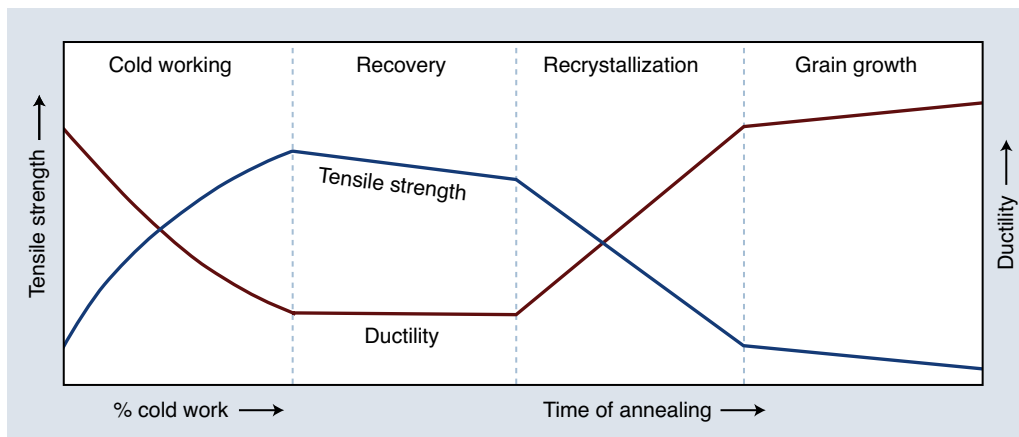 Cold working
Recovery
Recrystallization
Grain growth
Tensile strength
Tensile strength
Ductility
Ductility
% cold work
Time of annealing